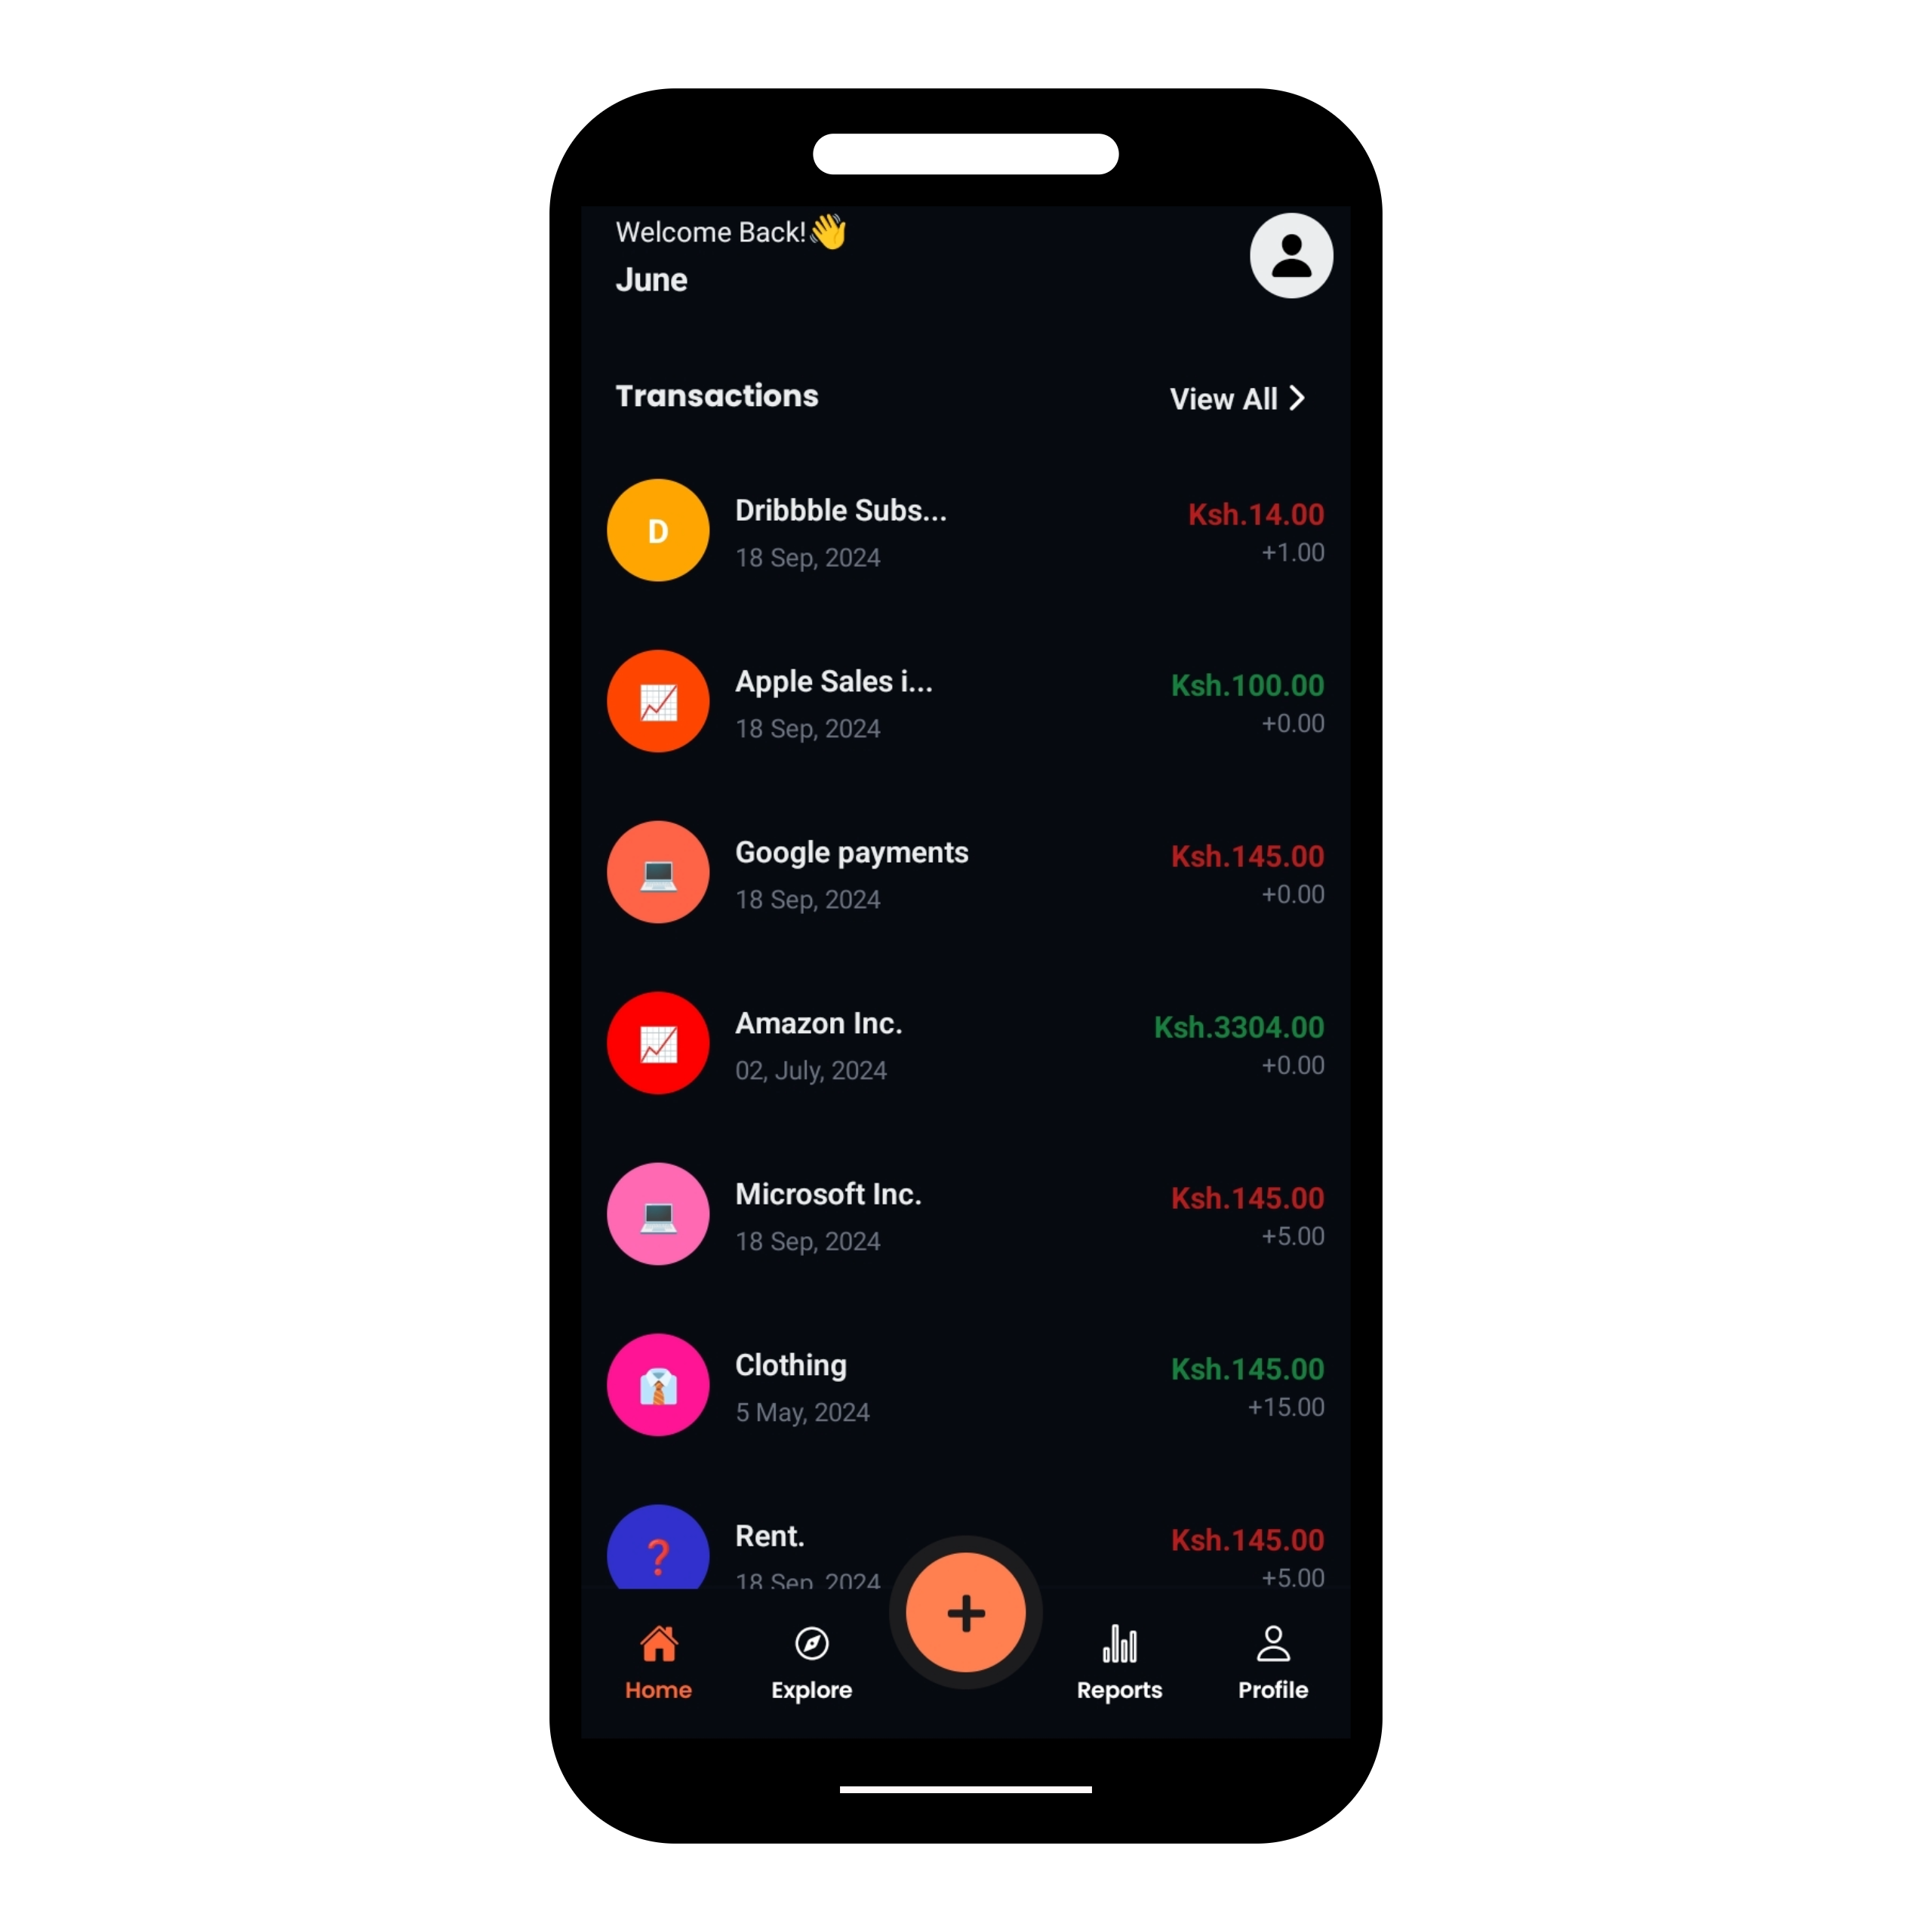 Welcome Back!👋
June
Transactions
View All
D
Dribbble Subs...
Ksh.14.00
18 Sep, 2024
+1.00
Apple Sales i...
Ksh.100.00
18 Sep, 2024
+0.00
Google payments
Ksh.145.00
18 Sep, 2024
+0.00
Amazon Inc.
Ksh.3304.00
02, July, 2024
+0.00
Microsoft Inc.
Ksh.145.00
18 Sep, 2024
+5.00
Clothing
Ksh.145.00
5 May, 2024
+15.00
❓
Rent.
Ksh.145.00
18 Sep, 2024
+5.00
+
Home
Explore
Reports
Profile